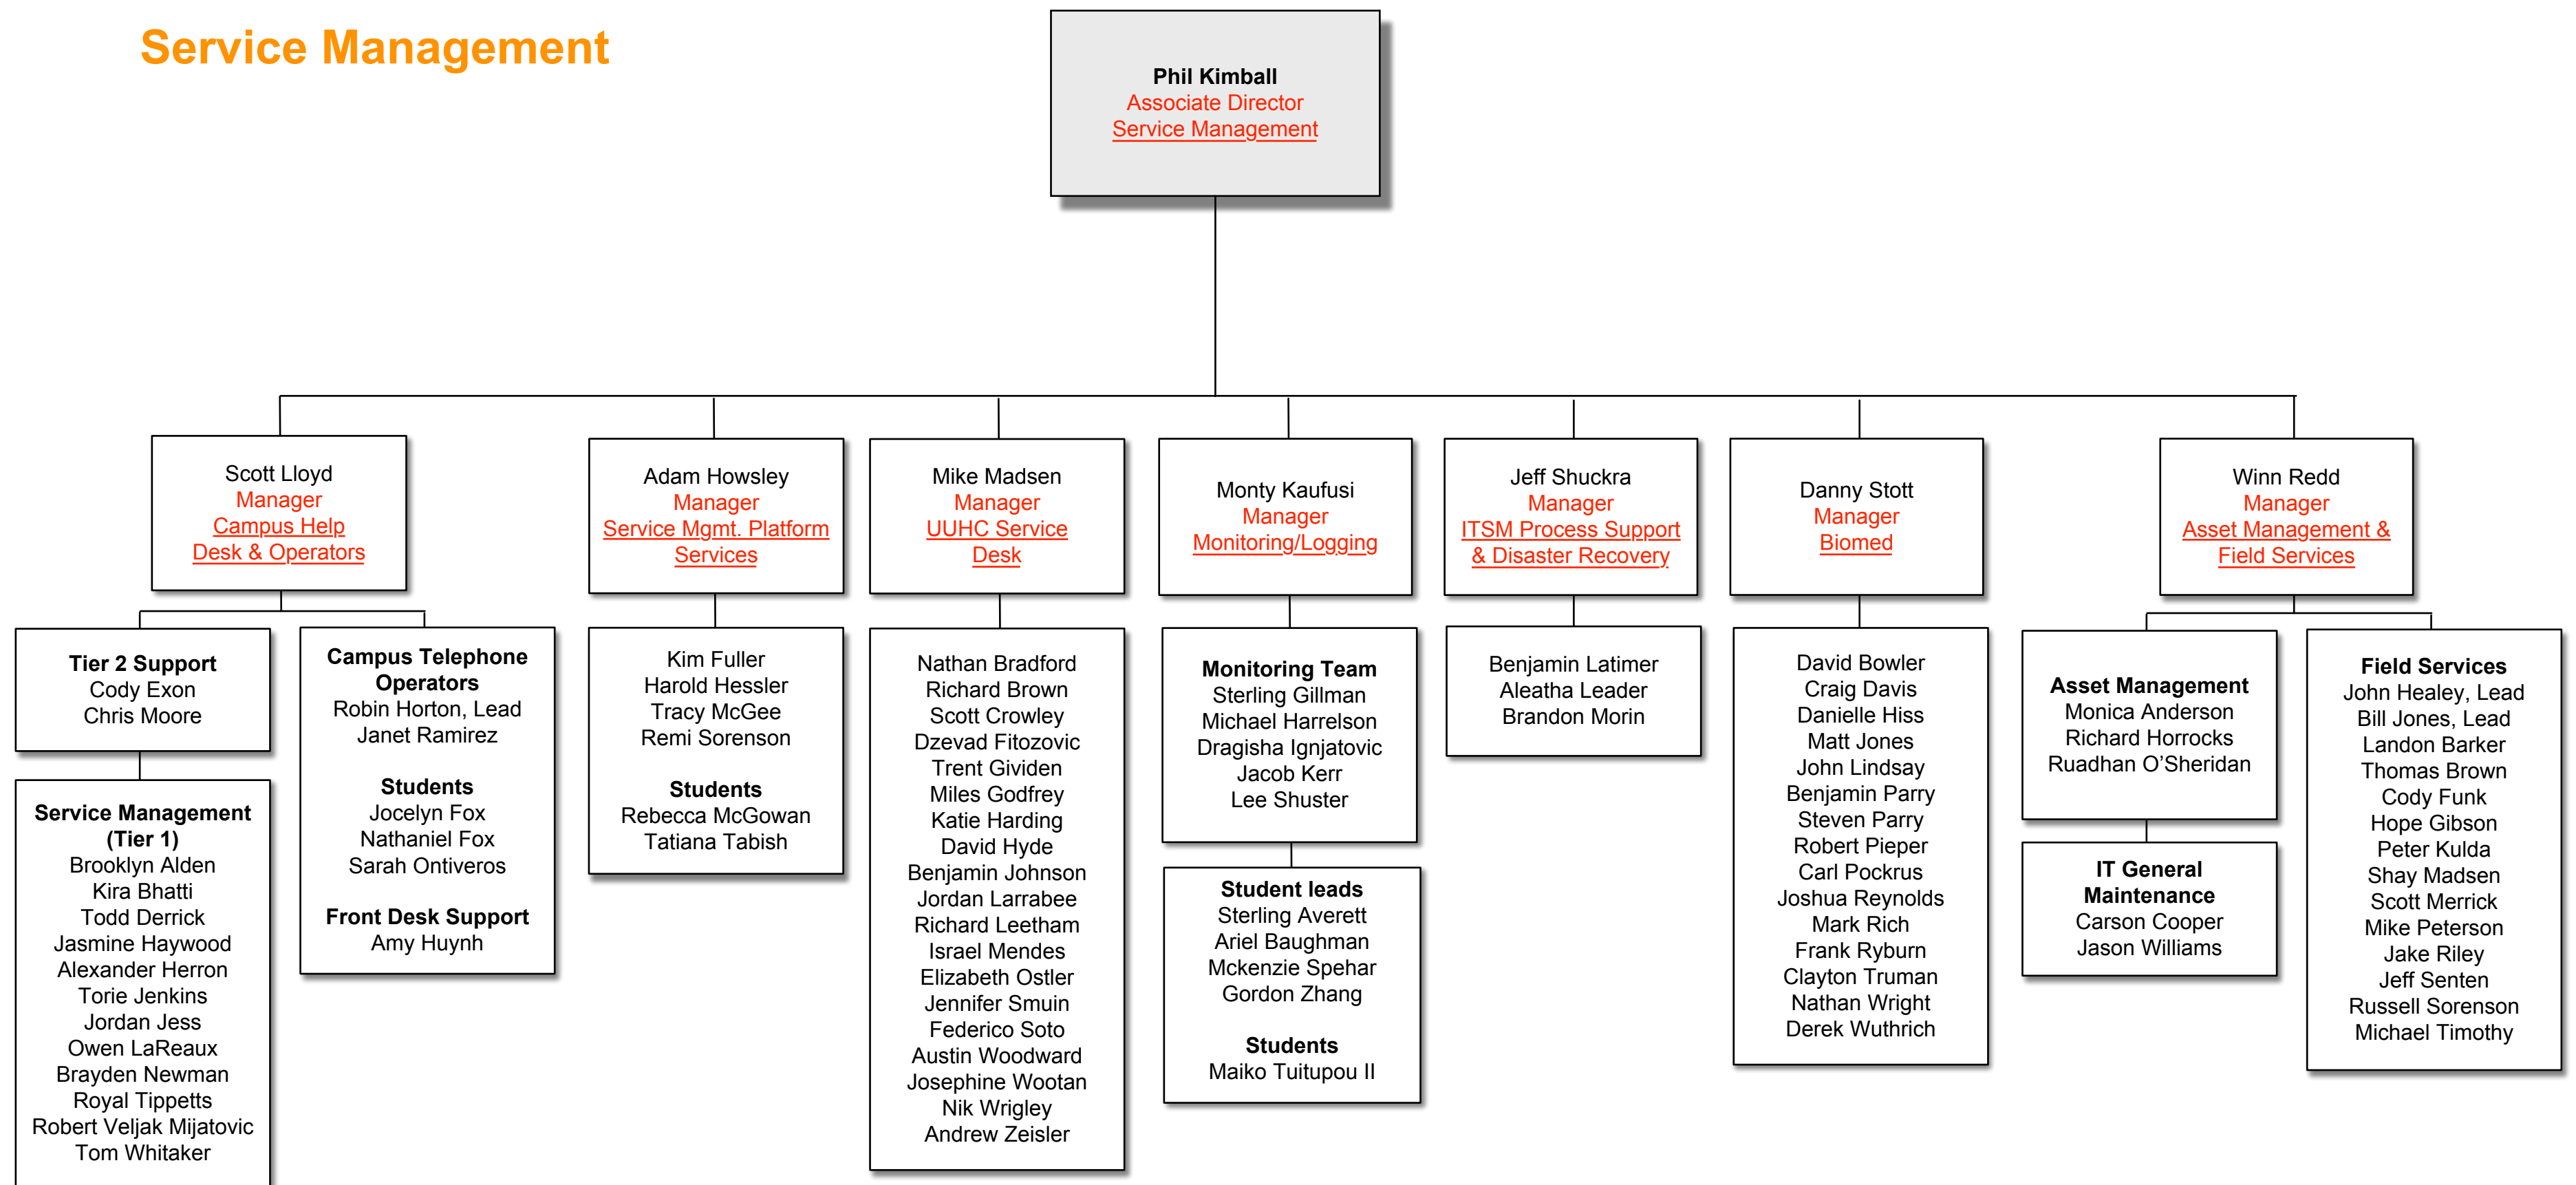 Service Management
Phil Kimball
Associate Director
Service Management
Scott Lloyd
Manager
Campus Help
Desk & Operators
Adam Howsley
Manager
Service Mgmt. Platform
Services
Mike Madsen
Manager
UUHC Service
Desk
Monty Kaufusi
Manager
Monitoring/Logging
Jeff Shuckra
Manager
ITSM Process Support
& Disaster Recovery
Danny Stott
Manager
Biomed
Winn Redd
Manager
Asset Management &
Field Services
Tier 2 Support
Cody Exon
Chris Moore
Service Management
(Tier 1)
Brooklyn Alden
Kira Bhatti
Todd Derrick
Jasmine Haywood
Alexander Herron
Torie Jenkins
Jordan Jess
Owen LaReaux
Brayden Newman
Royal Tippetts
Robert Veljak Mijatovic
Tom Whitaker
Campus Telephone
Operators
Robin Horton, Lead
Janet Ramirez
Students
Jocelyn Fox
Nathaniel Fox
Sarah Ontiveros
Front Desk Support
Amy Huynh
Kim Fuller
Harold Hessler
Tracy McGee
Remi Sorenson
Students
Rebecca McGowan
Tatiana Tabish
Nathan Bradford
Richard Brown
Scott Crowley
Dzevad Fitozovic
Trent Gividen
Miles Godfrey
Katie Harding
David Hyde
Benjamin Johnson
Jordan Larrabee
Richard Leetham
Israel Mendes
Elizabeth Ostler
Jennifer Smuin
Federico Soto
Austin Woodward
Josephine Wootan
Nik Wrigley
Andrew Zeisler
Monitoring Team
Sterling Gillman
Michael Harrelson
Dragisha Ignjatovic
Jacob Kerr
Lee Shuster
Student leads
Sterling Averett
Ariel Baughman
Mckenzie Spehar
Gordon Zhang
Students
Maiko Tuitupou II
Benjamin Latimer
Aleatha Leader
Brandon Morin
David Bowler
Craig Davis
Danielle Hiss
Matt Jones
John Lindsay
Benjamin Parry
Steven Parry
Robert Pieper
Carl Pockrus
Joshua Reynolds
Mark Rich
Frank Ryburn
Clayton Truman
Nathan Wright
Derek Wuthrich
Asset Management
Monica Anderson
Richard Horrocks
Ruadhan O’Sheridan
IT General
Maintenance
Carson Cooper
Jason Williams
Field Services
John Healey, Lead
Bill Jones, Lead
Landon Barker
Thomas Brown
Cody Funk
Hope Gibson
Peter Kulda
Shay Madsen
Scott Merrick
Mike Peterson
Jake Riley
Jeff Senten
Russell Sorenson
Michael Timothy